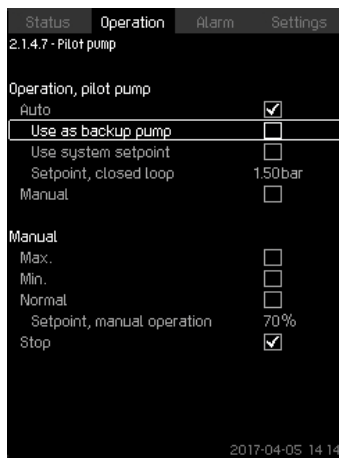 Status Operation Alarm Settings
2.1.4.7 - Pilot pump
Operation, pilot pump
Auto
Use as backup pump
Use system setpoint
Setpoint, closed loop 1.50bar
Manual
Manual
Max.
Min.
Normal
Setpoint, manual operation 70%
Stop
2017-04-05 14:14